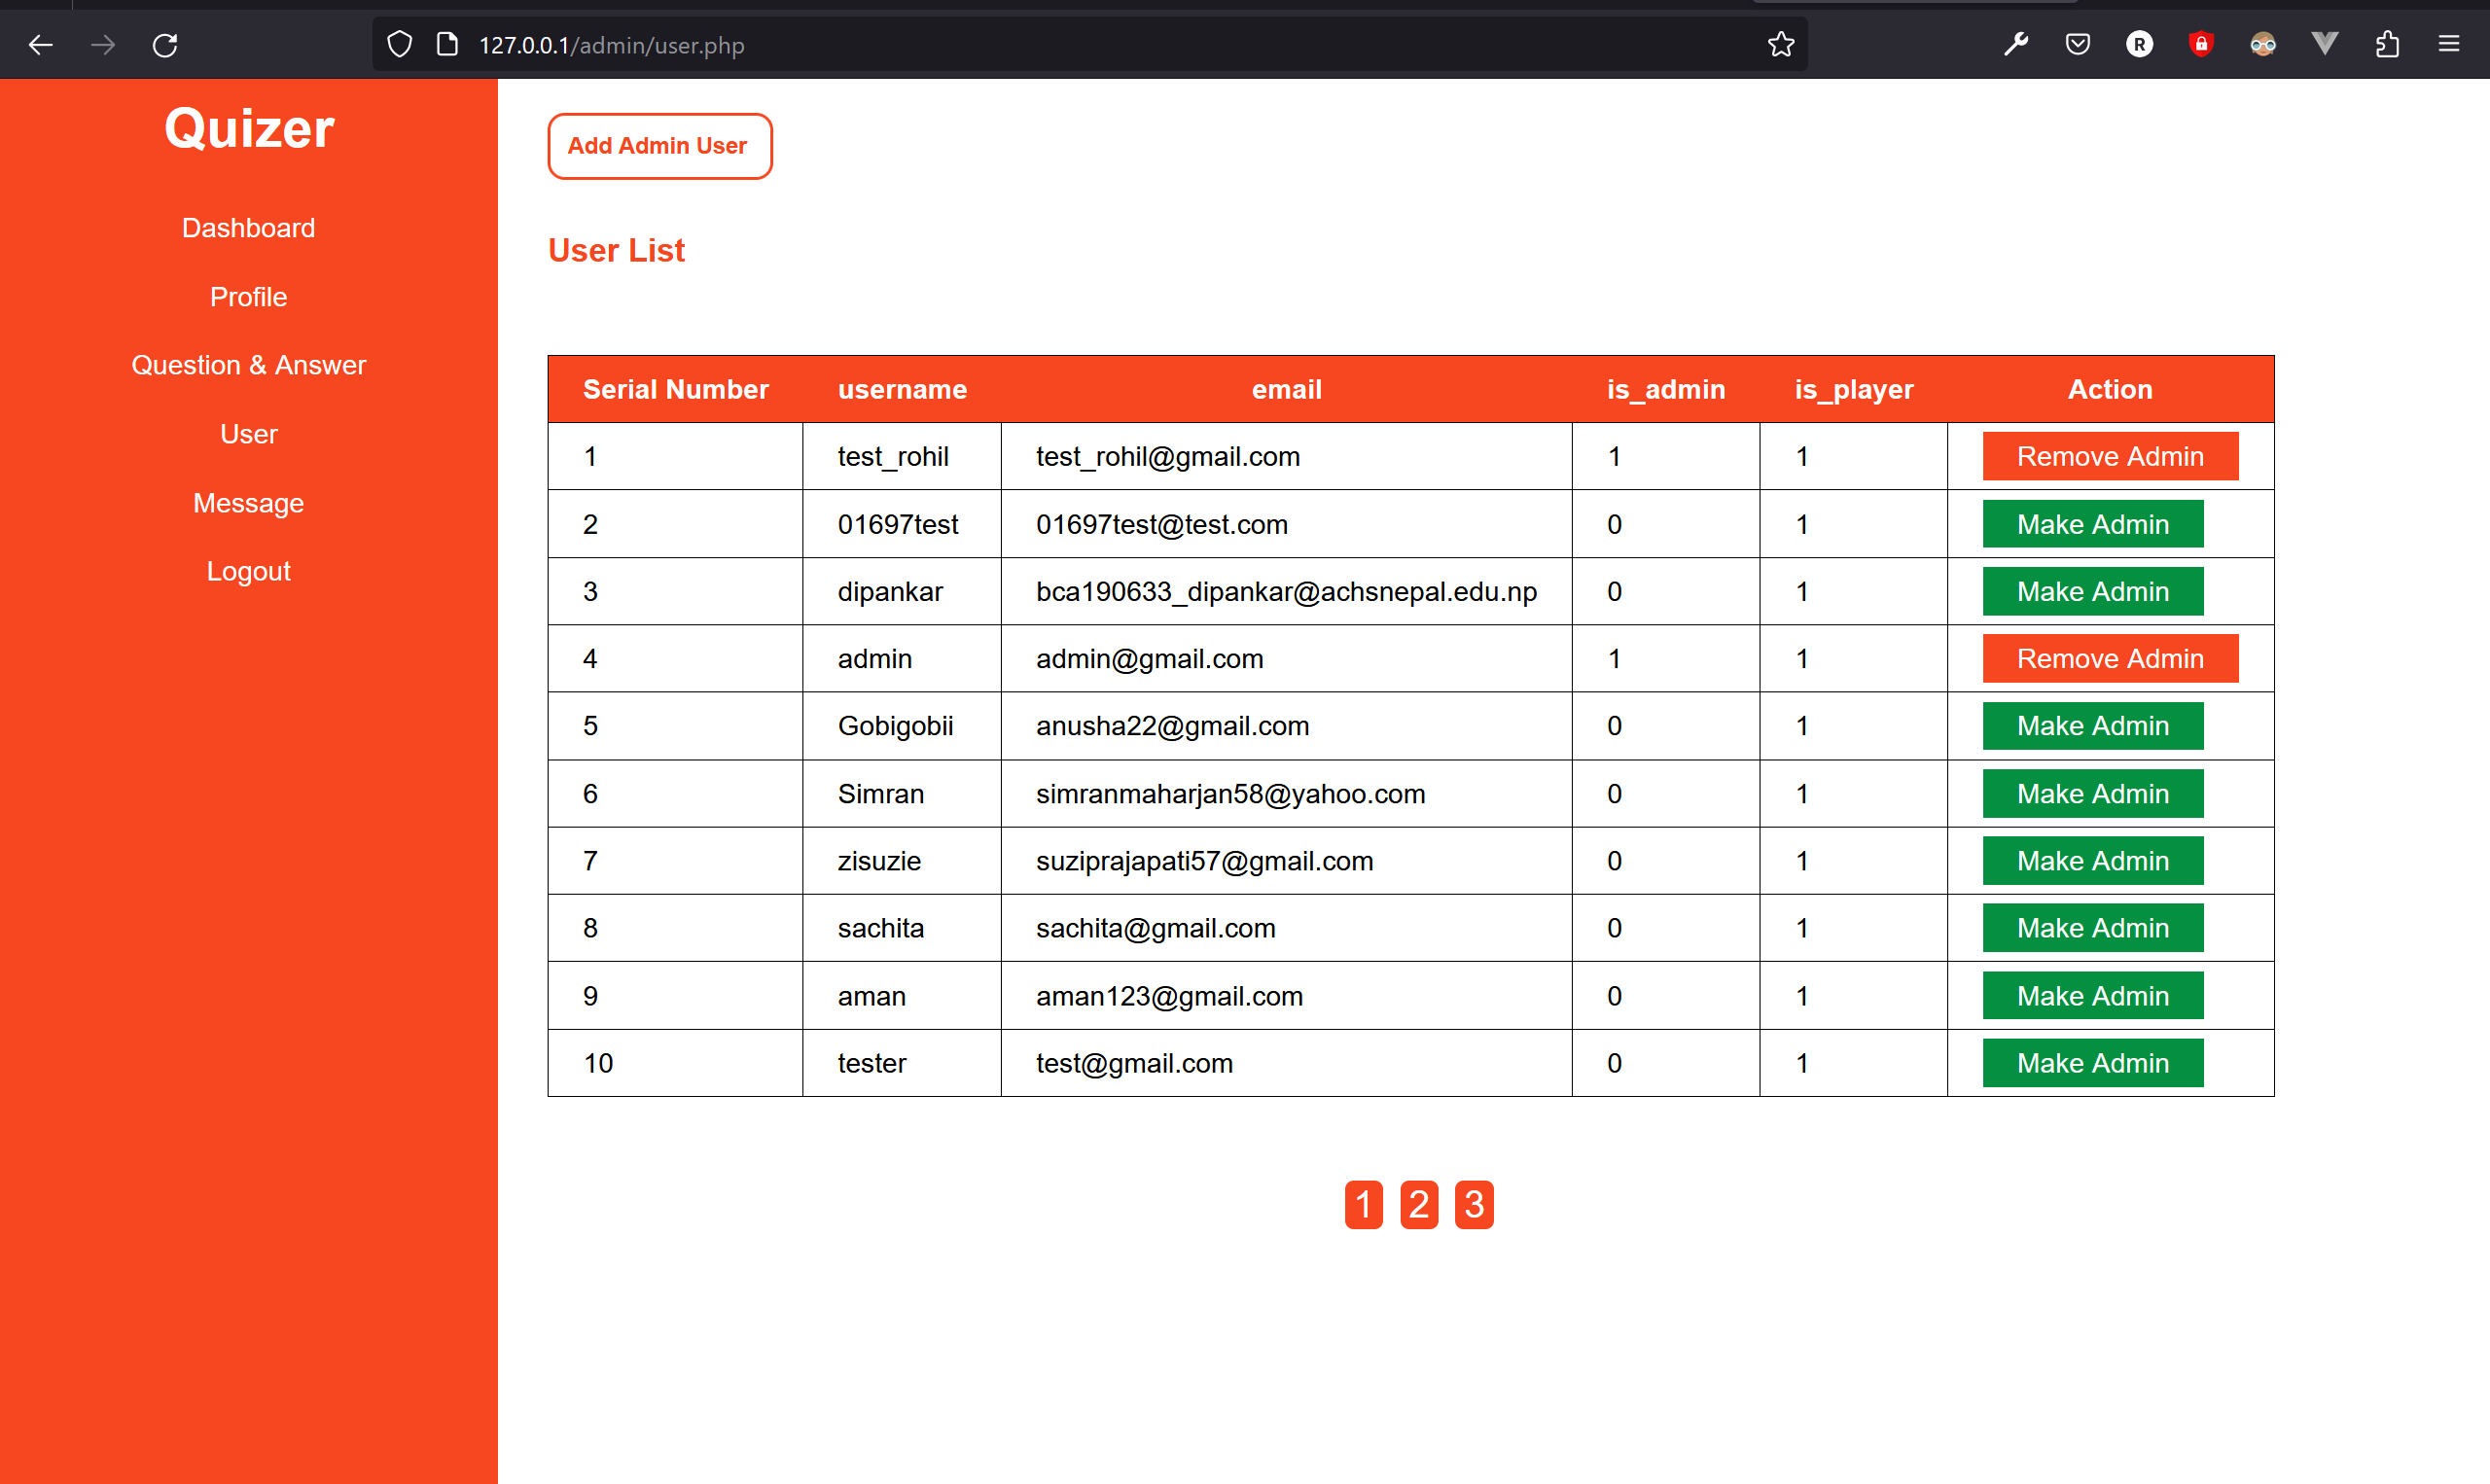 127.0.0.1/admin/user.php
R
Quizer
Dashboard
Profile
Question & Answer
User
Message
Logout
Add Admin User
User List
Serial Number username email is_admin is_player Action
1 test_rohil test_rohil@gmail.com 1 1 Remove Admin
2 01697test 01697test@test.com 0 1 Make Admin
3 dipankar bca190633_dipankar@achsnepal.edu.np 0 1 Make Admin
4 admin admin@gmail.com 1 1 Remove Admin
5 Gobigobii anusha22@gmail.com 0 1 Make Admin
6 Simran simranmaharjan58@yahoo.com 0 1 Make Admin
7 zisuzie suziprajapati57@gmail.com 0 1 Make Admin
8 sachita sachita@gmail.com 0 1 Make Admin
9 aman aman123@gmail.com 0 1 Make Admin
10 tester test@gmail.com 0 1 Make Admin
1 2 3